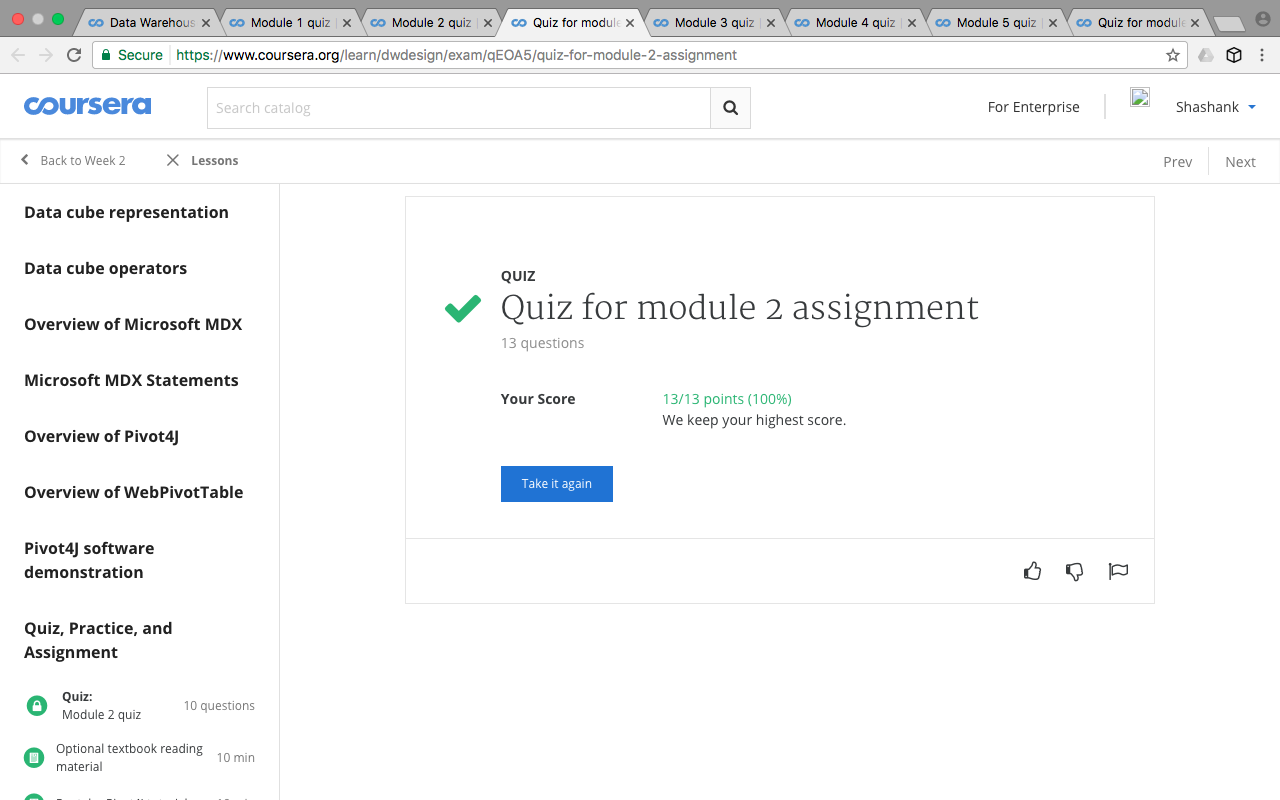 Data Warehous
Module 1 quiz
Module 2 quiz
Quiz for module
Module 3 quiz
Module 4 quiz
Module 5 quiz
Quiz for module
Secure
https://www.coursera.org/learn/dwdesign/exam/qEOA5/quiz-for-module-2-assignment
coursera
Search catalog
For Enterprise
Shashank
Back to Week 2
Lessons
Prev
Next
Data cube representation
Data cube operators
Overview of Microsoft MDX
Microsoft MDX Statements
Overview of Pivot4J
Overview of WebPivotTable
Pivot4J software
demonstration
Quiz, Practice, and
Assignment
Quiz:
Module 2 quiz
10 questions
Optional textbook reading
material
10 min
QUIZ
Quiz for module 2 assignment
13 questions
Your Score
13/13 points (100%)
We keep your highest score.
Take it again